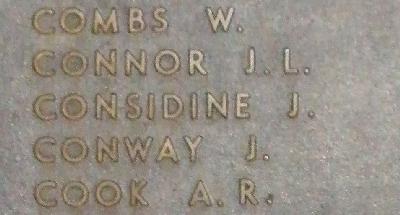 COMBS W.
CONNOR J.L.
CONSIDINE J.
CONWAY J.
COOK A.R.